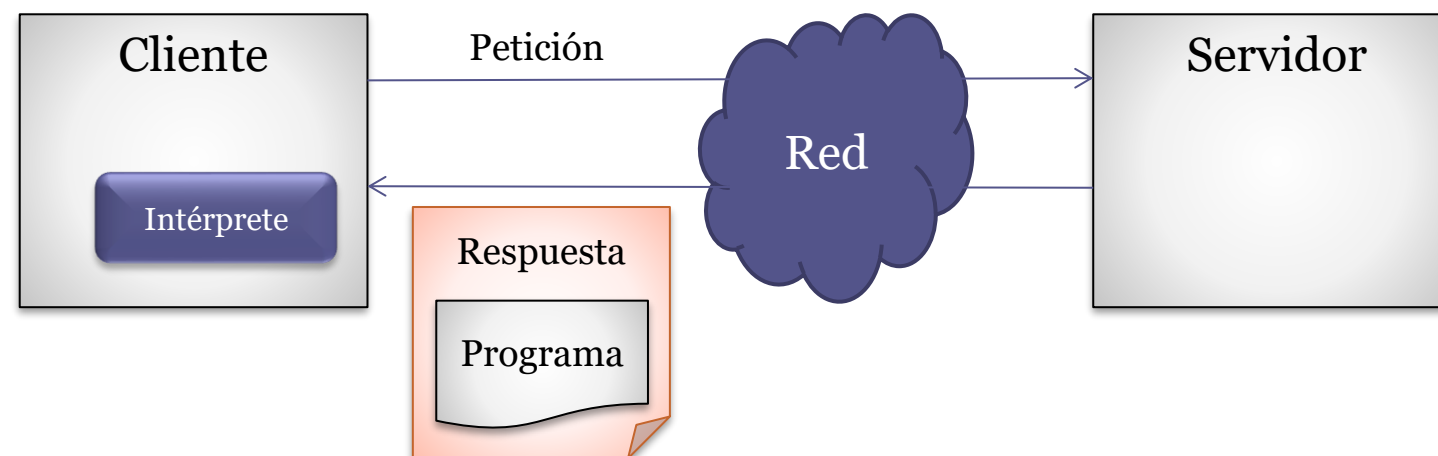 Cliente
Petición
Servidor
Red
Intérprete
Respuesta
Programa